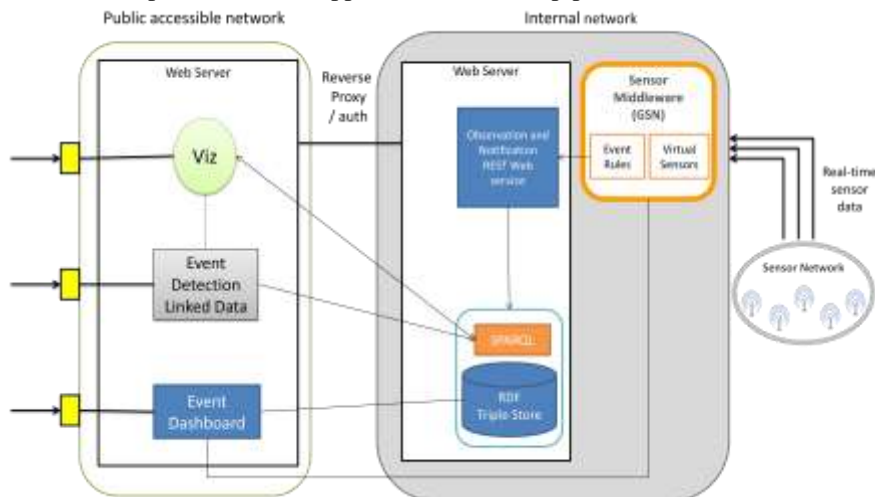 Public accessible network
Internal network
Web Server
Reverse
Proxy
/ auth
Web Server
Sensor
Middleware
(GSN)
Observation and
Notification
REST Web
service
Event
Rules
Virtual
Sensors
Viz
Real-time
sensor
data
Event
Detection
Linked Data
Sensor Network
SPARQL
Event
Dashboard
RDF
Triple Store